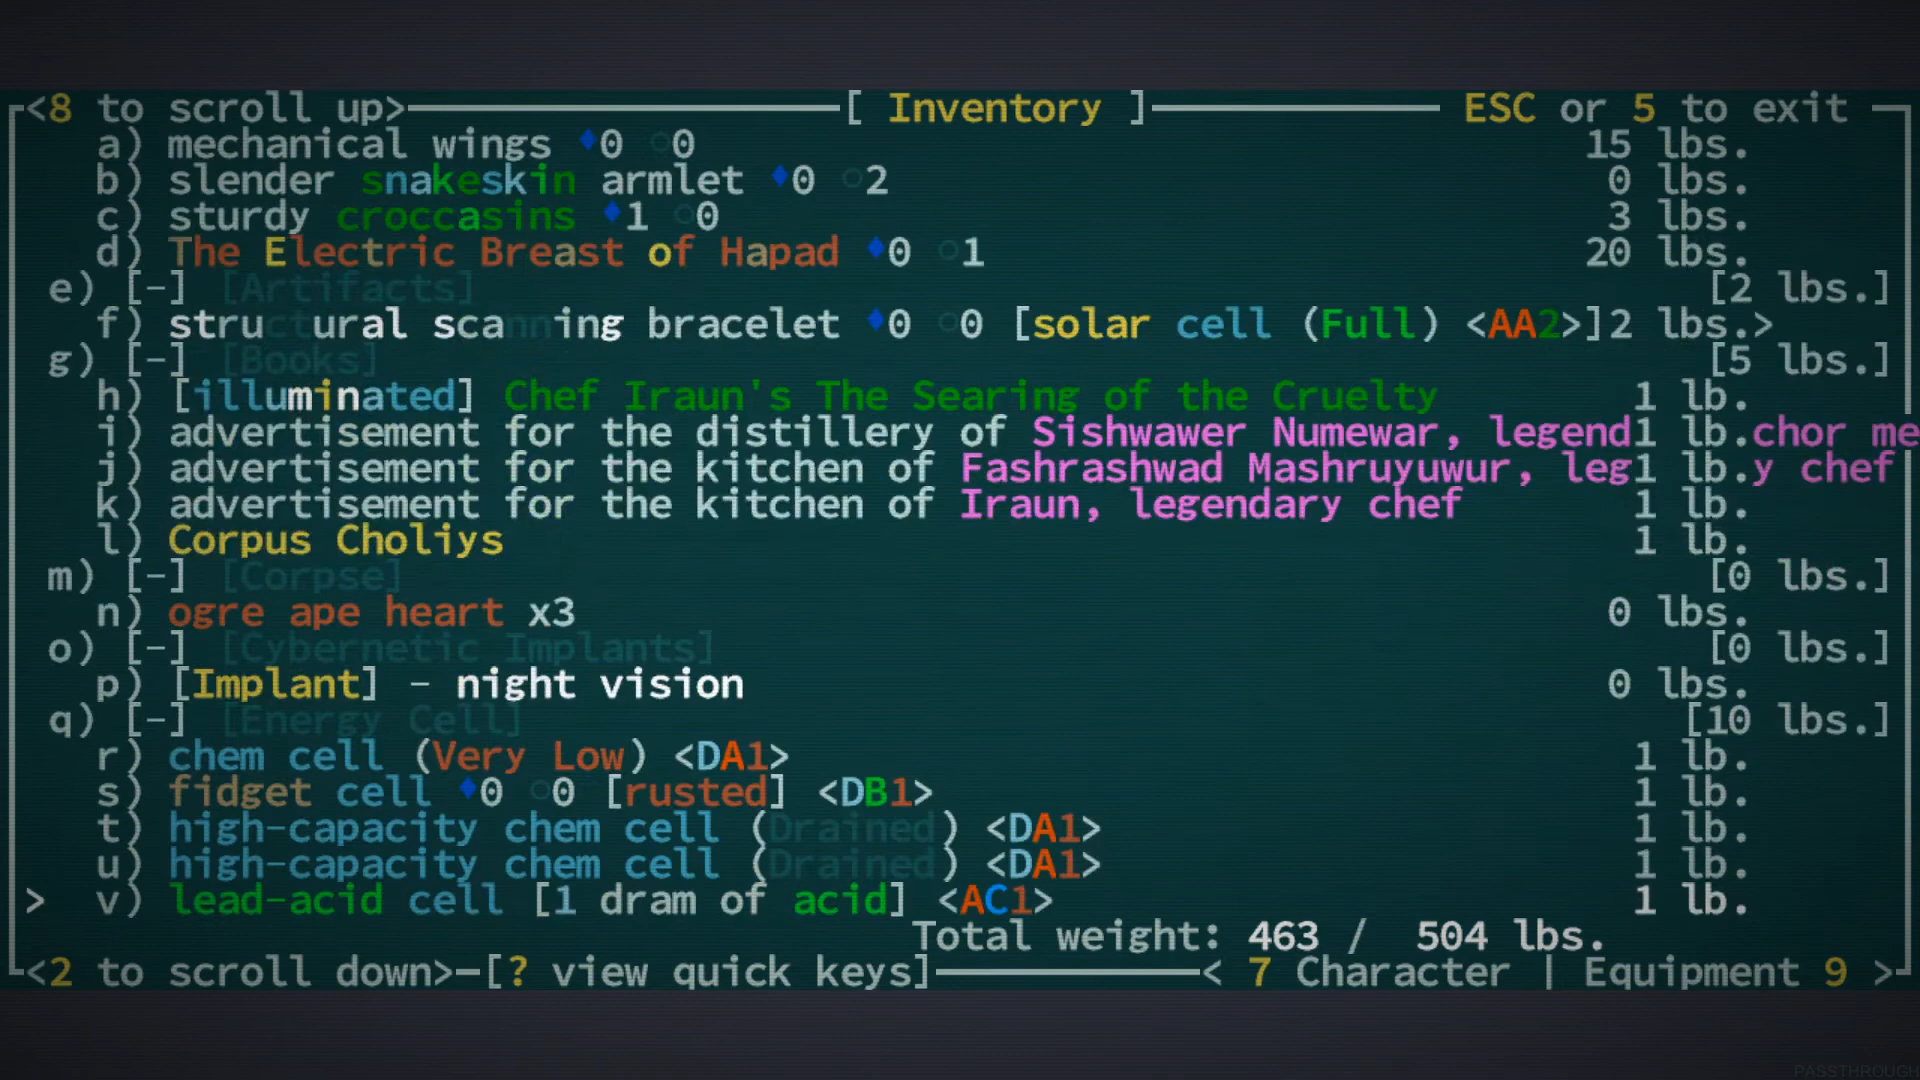 <8 to scroll up> [ Inventory ] ESC or 5 to exit
a) mechanical wings ♦0 ○0 15 lbs.
b) slender snakeskin armlet ♦0 ○2 0 lbs.
c) sturdy croccasins ♦1 ○0 3 lbs.
d) The Electric Breast of Hapad ♦0 ○1 20 lbs.
e) [-] [Artifacts] [2 lbs.]
f) structural scanning bracelet ♦0 ○0 [solar cell (Full) <AA2>]2 lbs.>
g) [-] [Books] [5 lbs.]
h) [illuminated] Chef Iraun's The Searing of the Cruelty 1 lb.
i) advertisement for the distillery of Sishwawer Numewar, legend1 lb.chor me
j) advertisement for the kitchen of Fashrashwad Mashruyuwur, leg1 lb.y chef
k) advertisement for the kitchen of Iraun, legendary chef 1 lb.
l) Corpus Choliys 1 lb.
m) [-] [Corpse] [0 lbs.]
n) ogre ape heart x3 0 lbs.
o) [-] [Cybernetic Implants] [0 lbs.]
p) [Implant] - night vision 0 lbs.
q) [-] [Energy Cell] [10 lbs.]
r) chem cell (Very Low) <DA1> 1 lb.
s) fidget cell ♦0 ○0 [rusted] <DB1> 1 lb.
t) high-capacity chem cell (Drained) <DA1> 1 lb.
u) high-capacity chem cell (Drained) <DA1> 1 lb.
> v) lead-acid cell [1 dram of acid] <AC1> 1 lb.
Total weight: 463 / 504 lbs.
<2 to scroll down> [? view quick keys] < 7 Character | Equipment 9 >
PASSTHROUGH